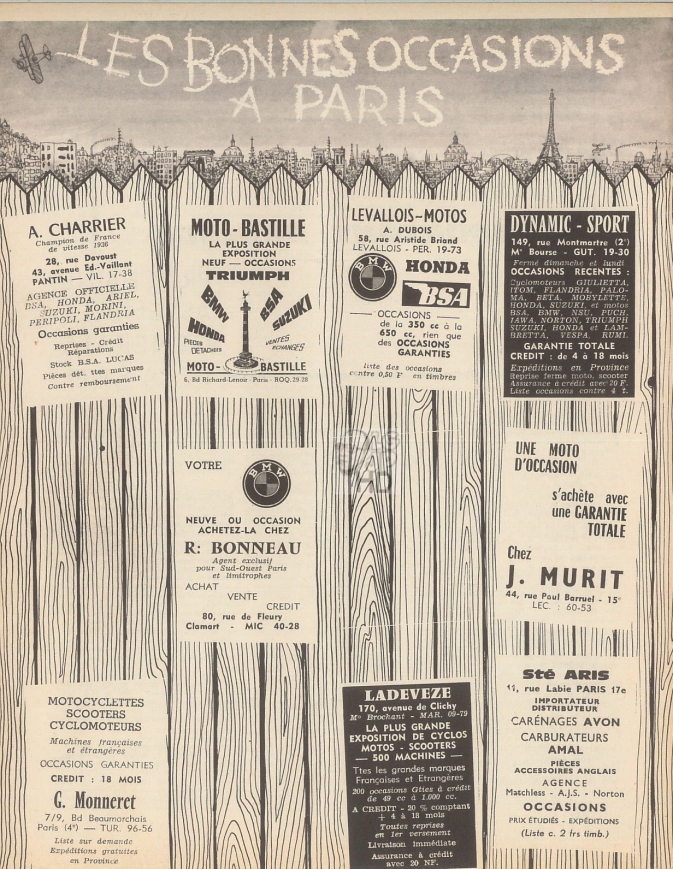 LES BONNES OCCASIONS
A PARIS
A. CHARRIER
Champion de France
de vitesse 1936
28, rue Davoust
43, avenue Ed.-Vaillant
PANTIN — VIL. 17-38
AGENCE OFFICIELLE
BSA, HONDA, ARIEL,
SUZUKI, MORINI,
PERIPOLI, FLANDRIA
Occasions garanties
Reprises - Crédit
Réparations
Stock B.S.A. LUCAS
Pièces dét. ttes marques
Contre remboursement
MOTO-BASTILLE
LA PLUS GRANDE
EXPOSITION
NEUF — OCCASIONS
TRIUMPH
BMW
BSA
HONDA
SUZUKI
PIECES
DETACHEES
VENTES
ECHANGES
MOTO- BASTILLE
6, Bd Richard-Lenoir - Paris - BOQ. 29-28
LEVALLOIS-MOTOS
A. DUBOIS
58, rue Aristide Briand
LEVALLOIS - PER. 19-73
BMW
HONDA
BSA
OCCASIONS
de la 350 cc à la
650 cc, rien que
des OCCASIONS
GARANTIES
Liste des occasions
contre 0,50 F en timbres
DYNAMIC - SPORT
149, rue Montmartre (2e)
Mo Bourse - GUT. 19-30
Fermé dimanche et lundi
OCCASIONS RECENTES :
Cyclomoteurs GIULIETTA,
ITOM, FLANDRIA, PALO-
MA, BETA, MOBYLETTE,
HONDA, SUZUKI, et motos
BSA, BMW, NSU, PUCH,
JAWA, NORTON, TRIUMPH
SUZUKI, HONDA et LAM-
BRETTA, VESPA, RUMI.
GARANTIE TOTALE
CREDIT : de 4 à 18 mois
Expéditions en Province
Reprise ferme moto, scooter
Assurance à crédit avec 20 F.
Liste occasions contre 4 t.
VOTRE
BMW
NEUVE OU OCCASION
ACHETEZ-LA CHEZ
R: BONNEAU
Agent exclusif
pour Sud-Ouest Paris
et limitrophes
ACHAT
VENTE
CREDIT
80, rue de Fleury
Clamart - MIC 40-28
UNE MOTO
D'OCCASION
s'achète avec
une GARANTIE
TOTALE
Chez
J. MURIT
44, rue Paul Barruel - 15e
LEC. : 60-53
MOTOCYCLETTES
SCOOTERS
CYCLOMOTEURS
Machines françaises
et étrangères
OCCASIONS GARANTIES
CREDIT : 18 MOIS
G. Monneret
7/9, Bd Beaumarchais
Paris (4e) — TUR. 96-56
Liste sur demande
Expéditions gratuites
en Province
LADEVEZE
170, avenue de Clichy
Mo Brochant - MAR. 09-79
LA PLUS GRANDE
EXPOSITION DE CYCLOS
MOTOS - SCOOTERS
— 500 MACHINES —
Ttes les grandes marques
Françaises et Etrangères
200 occasions Gties à crédit
de 49 cc à 1.000 cc.
A CREDIT - 20 % comptant
+ 4 à 18 mois
Toutes reprises
en 1er versement
Livraison immédiate
Assurance à crédit
avec 20 NF.
Sté ARIS
11, rue Labie PARIS 17e
IMPORTATEUR
DISTRIBUTEUR
CARÉNAGES AVON
CARBURATEURS
AMAL
PIÈCES
ACCESSOIRES ANGLAIS
AGENCE
Matchless - A.J.S. - Norton
OCCASIONS
PRIX ÉTUDIÉS - EXPÉDITIONS
(Liste c. 2 frs timb.)